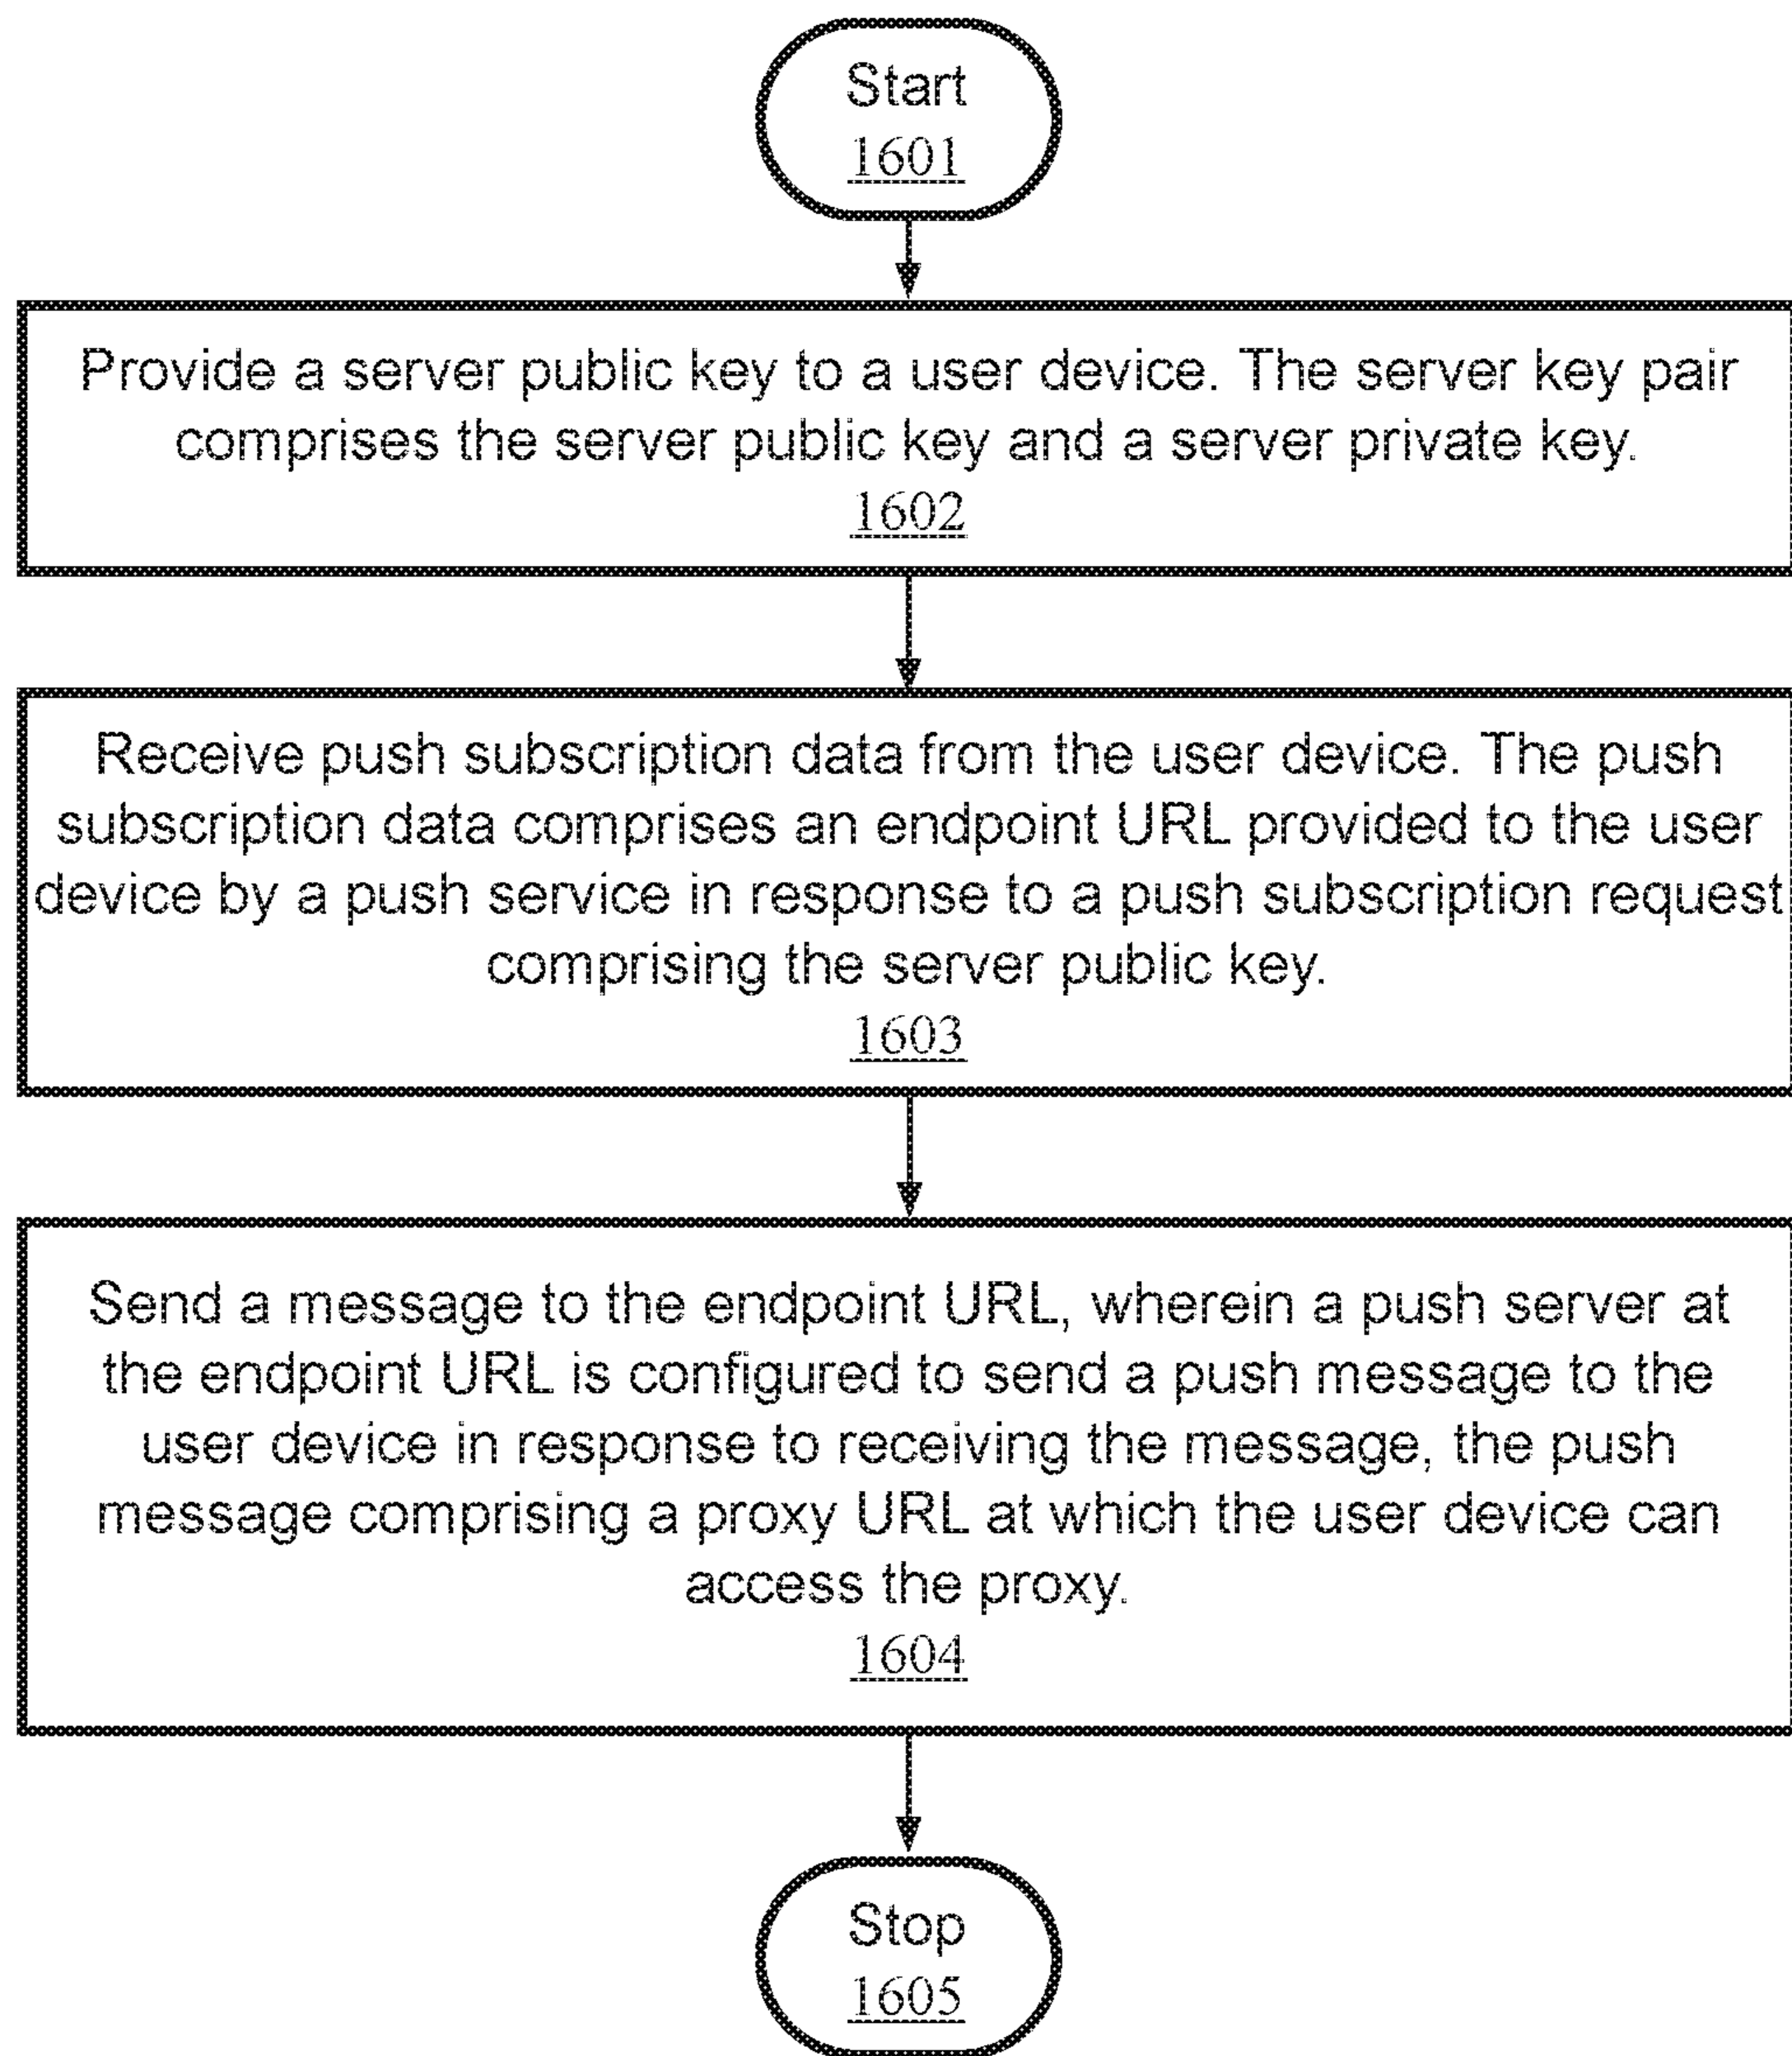 Start
1601
Provide a server public key to a user device. The server key pair
comprises the server public key and a server private key.
1602
Receive push subscription data from the user device. The push
subscription data comprises an endpoint URL provided to the user
device by a push service in response to a push subscription request
comprising the server public key.
1603
Send a message to the endpoint URL, wherein a push server at
the endpoint URL is configured to send a push message to the
user device in response to receiving the message, the push
message comprising a proxy URL at which the user device can
access the proxy.
1604
Stop
1605